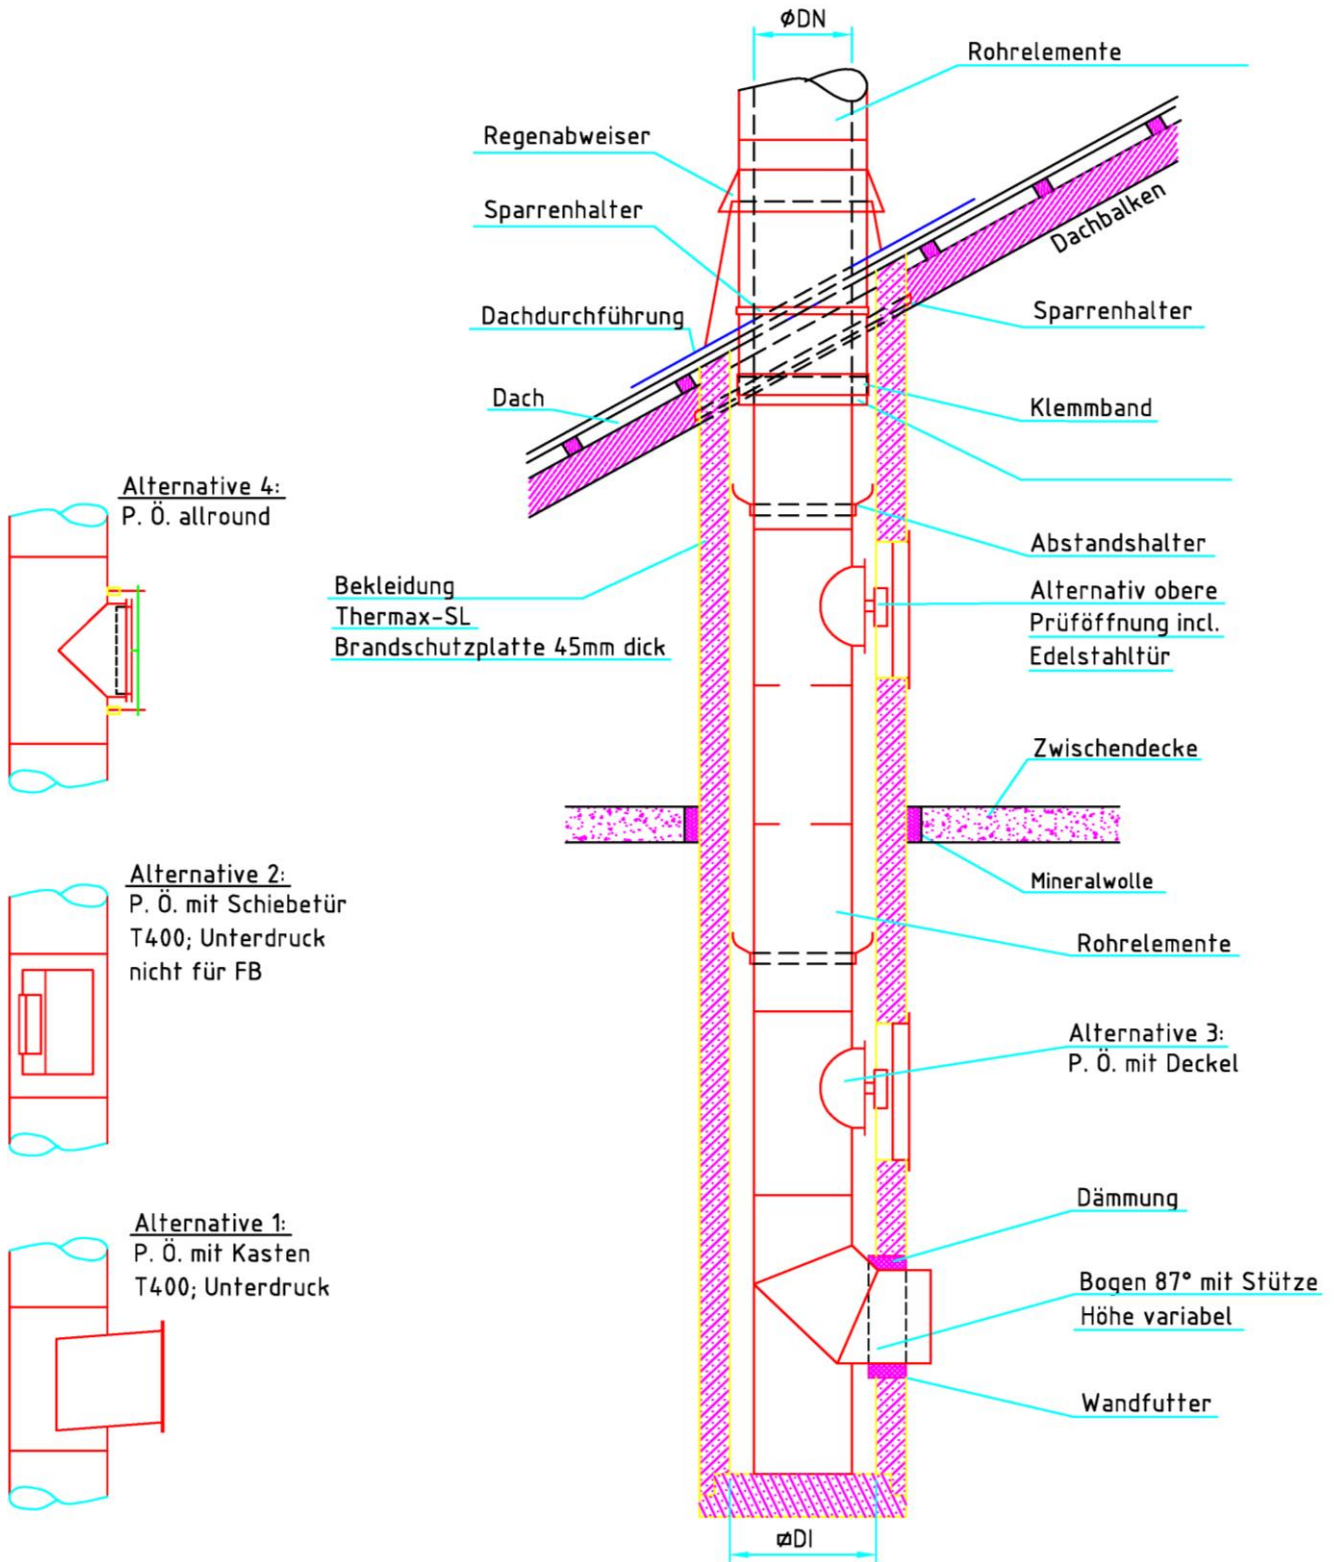 ϕDN
Rohrelemente
Regenabweiser
Sparrenhalter
Dachbalken
Dachdurchführung
Sparrenhalter
Dach
Klemmband
Alternative 4:
P. Ö. allround
Abstandshalter
Bekleidung
Thermax-SL
Brandschutzplatte 45mm dick
Alternativ obere
Prüföffnung incl.
Edelstahltür
Zwischendecke
Alternative 2:
P. Ö. mit Schiebetür
T400; Unterdruck
nicht für FB
Mineralwolle
Rohrelemente
Alternative 3:
P. Ö. mit Deckel
Dämmung
Alternative 1:
P. Ö. mit Kasten
T400; Unterdruck
Bogen 87° mit Stütze
Höhe variabel
Wandfutter
⌀DI